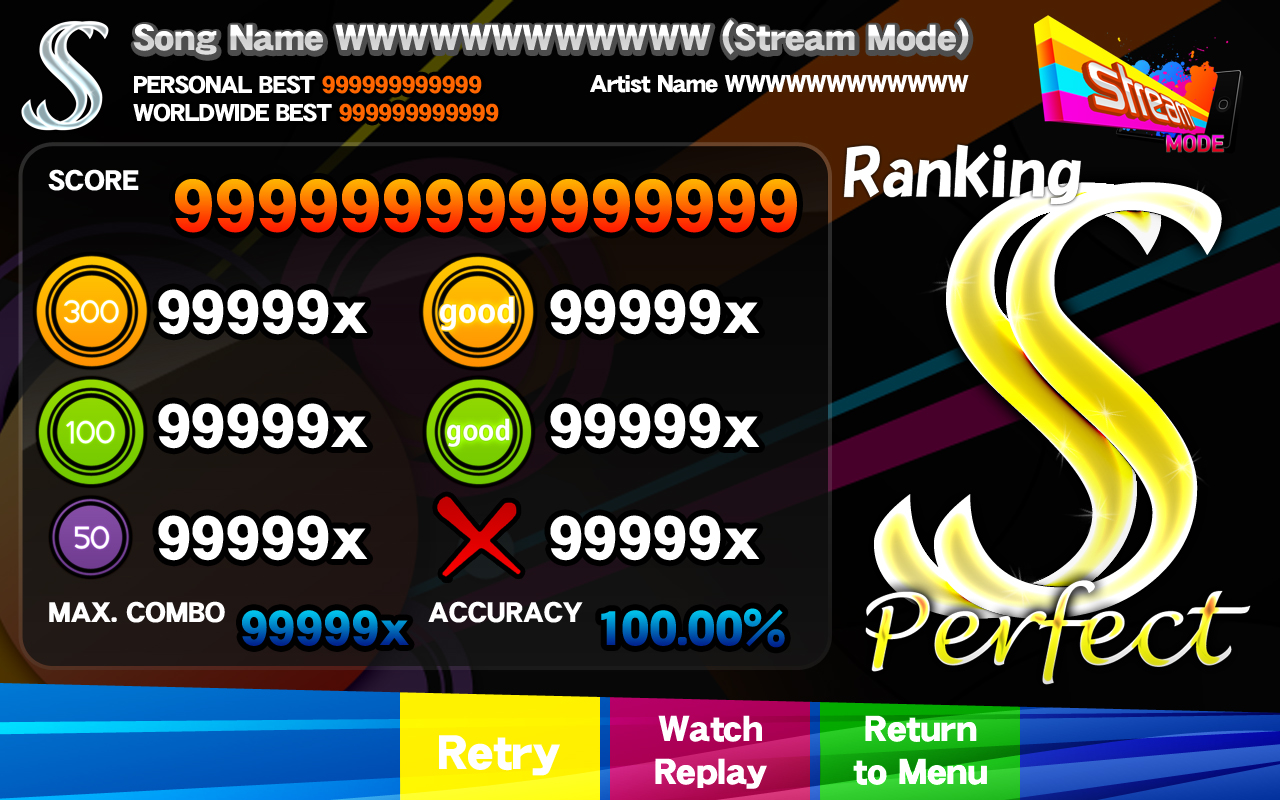 S
Song Name WWWWWWWWWWWWW (Stream Mode)
PERSONAL BEST 999999999999
Artist Name WWWWWWWWWWWWW
WORLDWIDE BEST 999999999999
Stream
MODE
Ranking
SCORE
999999999999999
300 99999x
good 99999x
100 99999x
good 99999x
50 99999x
99999x
MAX. COMBO 99999x
ACCURACY 100.00%
S
Perfect
Retry
Watch
Replay
Return
to Menu